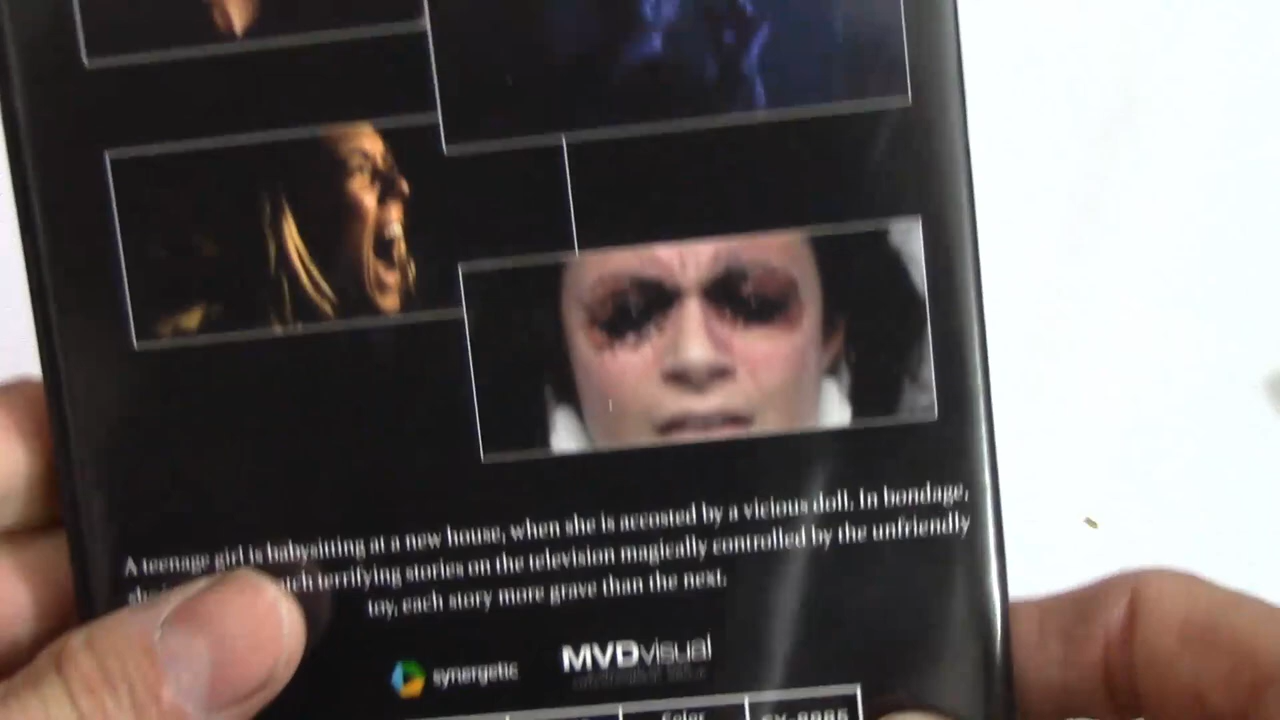 A teenage girl is babysitting at a new house, when she is accosted by a vicious doll. In bondage,
terrifying stories on the television magically controlled by the unfriendly
toy, each story more grave than the next.
synergetic
MVDvisual
Color